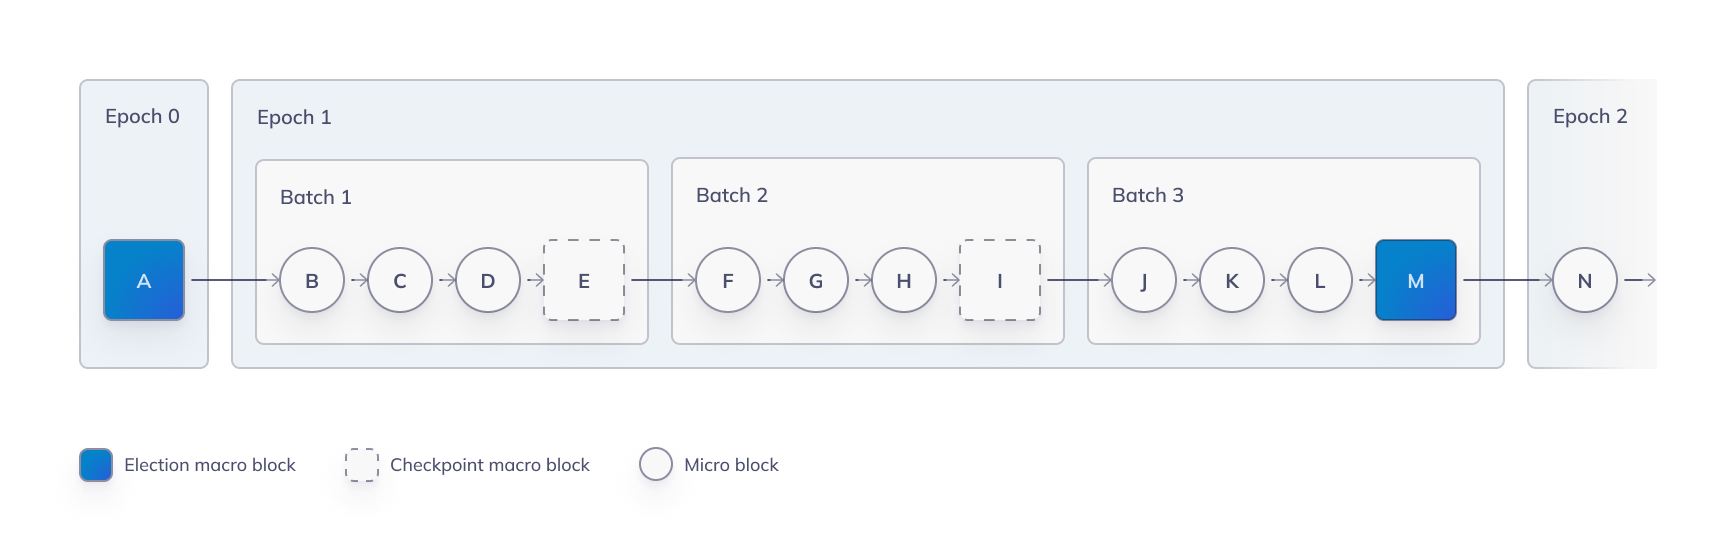 Epoch 0
Epoch 1
Epoch 2
Batch 1
Batch 2
Batch 3
A
B
C
D
E
F
G
H
I
J
K
L
M
N
Election macro block
Checkpoint macro block
Micro block